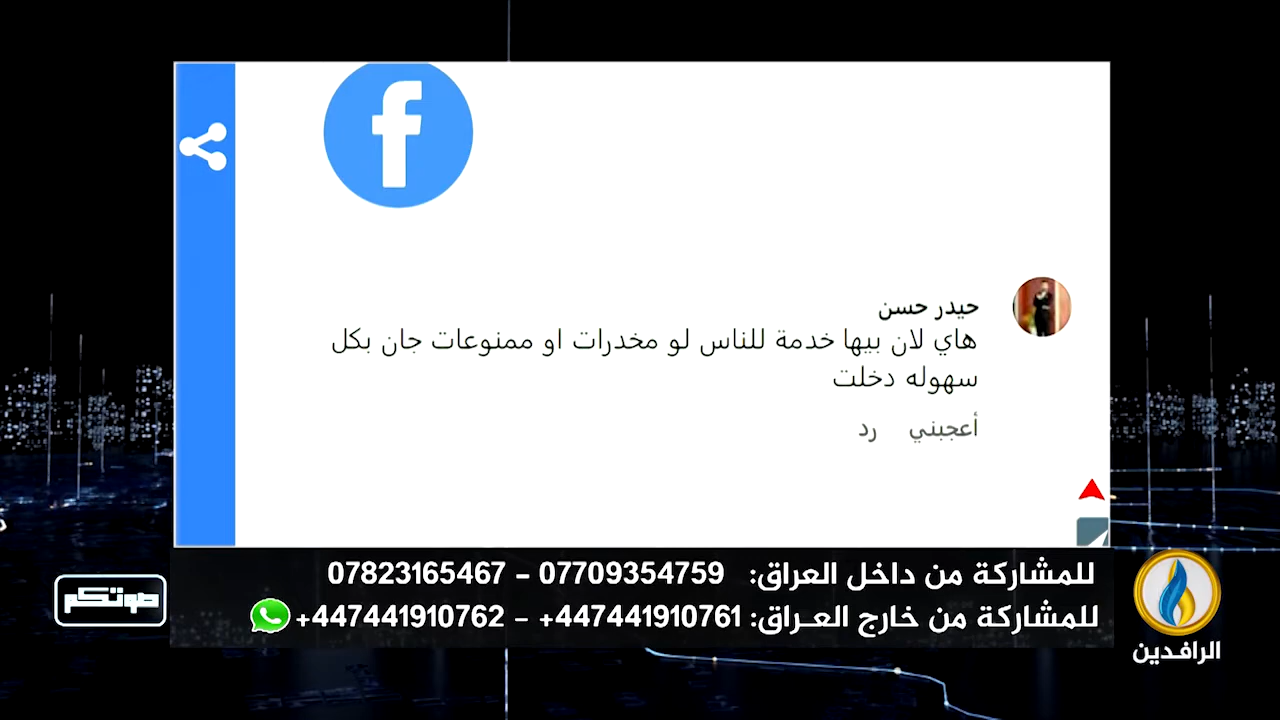 حيدر حسن
هاي لان بيها خدمة للناس لو مخدرات او ممنوعات جان بكل
سهوله دخلت
أعجبني رد
للمشاركة من داخل العراق: 07709354759 - 07823165467
للمشاركة من خارج العـراق: 447441910761+ - 447441910762+
صوتكم
الرافدين